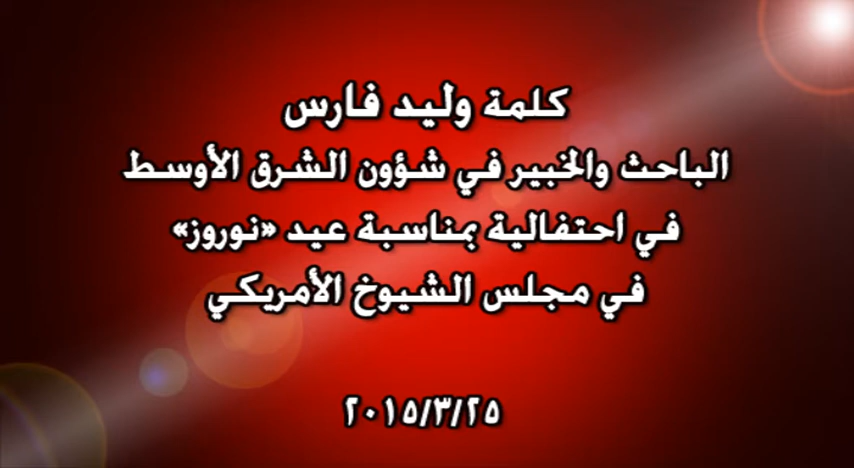 كلمة وليد فارس
الباحث والخبير في شؤون الشرق الأوسط
في احتفالية بمناسبة عيد «نوروز»
في مجلس الشيوخ الأمريكي
٢٠١٥/٣/٢٥